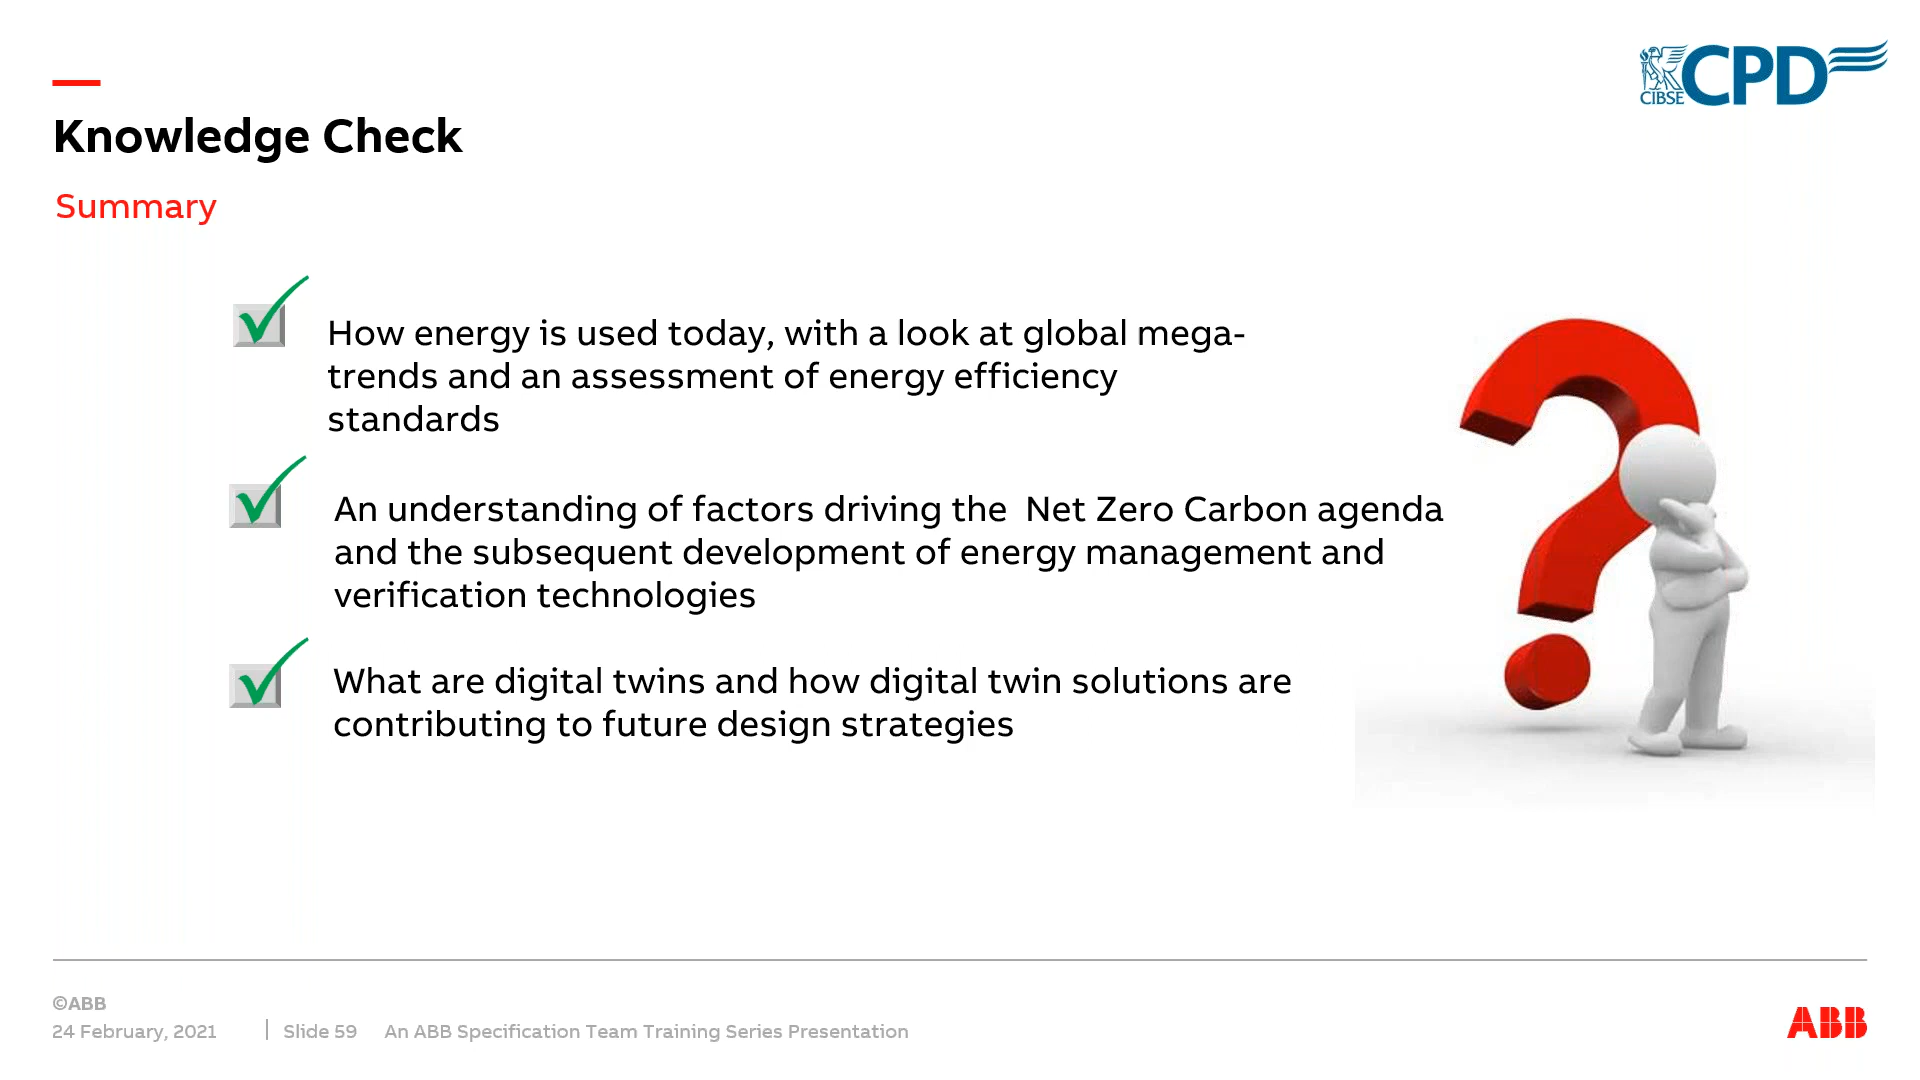 CIBSE CPD
Knowledge Check
Summary
How energy is used today, with a look at global mega-
trends and an assessment of energy efficiency
standards
An understanding of factors driving the  Net Zero Carbon agenda
and the subsequent development of energy management and
verification technologies
What are digital twins and how digital twin solutions are
contributing to future design strategies
©ABB
24 February, 2021 | Slide 59 An ABB Specification Team Training Series Presentation
ABB